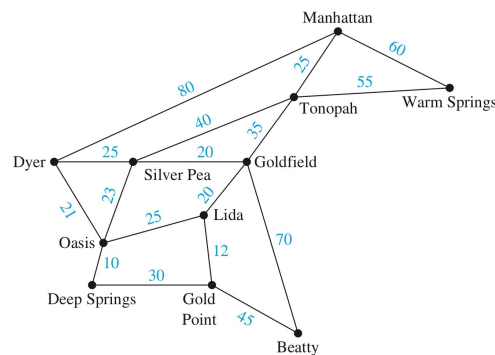 Manhattan
80
25
60
55
Tonopah
Warm Springs
40
35
Dyer
25
20
Goldfield
Silver Pea
21
23
20
25
Lida
Oasis
70
10
12
30
Deep Springs
Gold
Point
45
Beatty